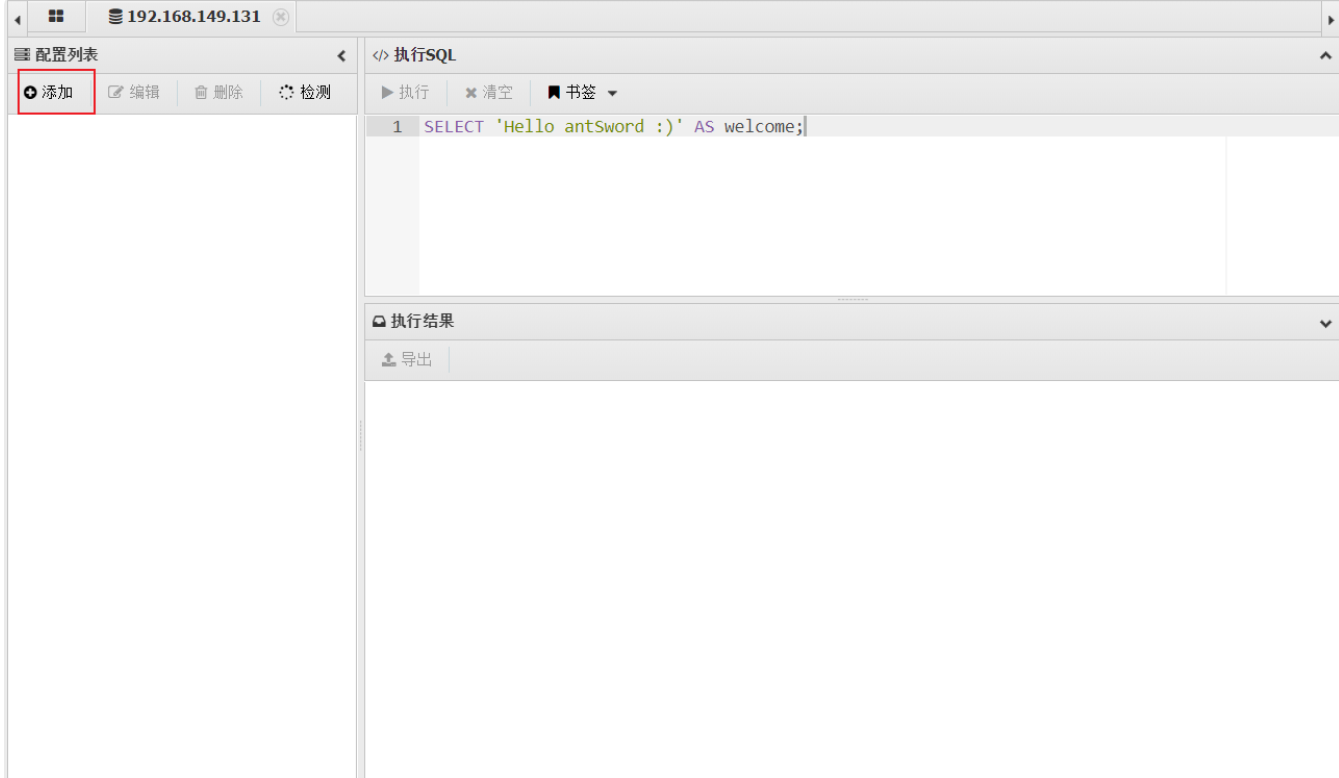 192.168.149.131
配置列表
执行SQL
添加 编辑 删除 检测
执行 清空 书签
1 SELECT 'Hello antSword :)' AS welcome;
执行结果
导出